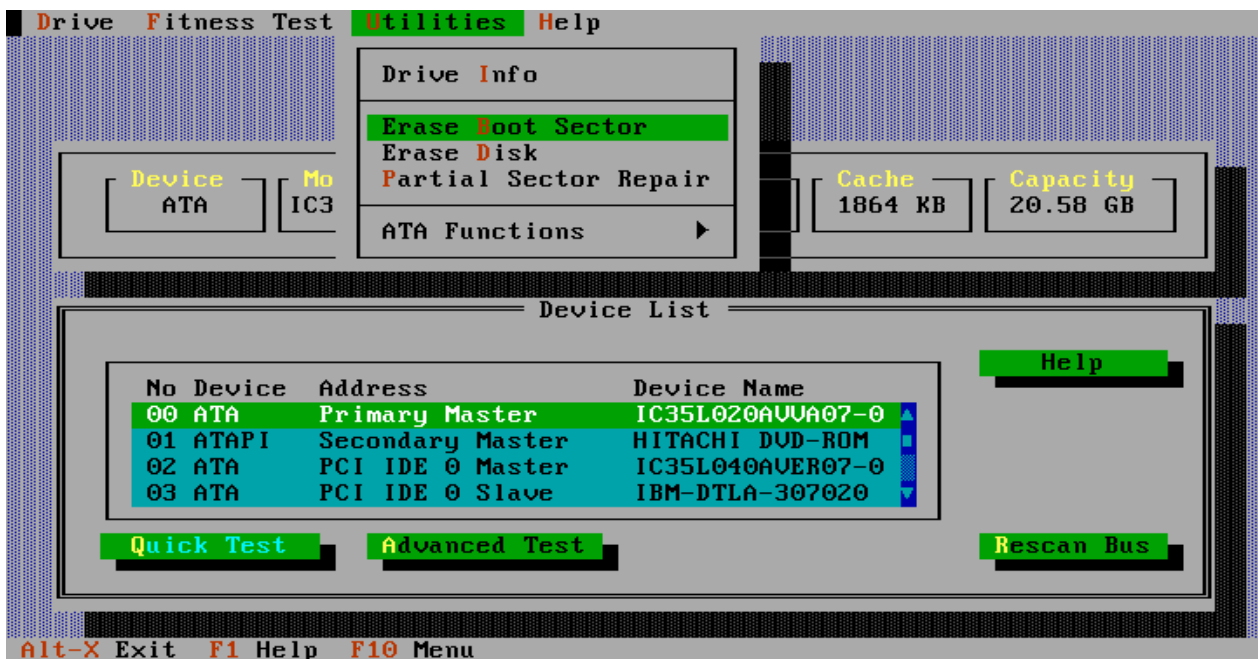 Drive Fitness Test Utilities Help
Drive Info
Erase Boot Sector
Erase Disk
Partial Sector Repair
ATA Functions
Device Mo Cache Capacity
ATA IC3 1864 KB 20.58 GB
Device List
Help
No Device Address Device Name
00 ATA Primary Master IC35L020AVVA07-0
01 ATAPI Secondary Master HITACHI DVD-ROM
02 ATA PCI IDE 0 Master IC35L040AVER07-0
03 ATA PCI IDE 0 Slave IBM-DTLA-307020
Quick Test Advanced Test Rescan Bus
Alt-X Exit F1 Help F10 Menu